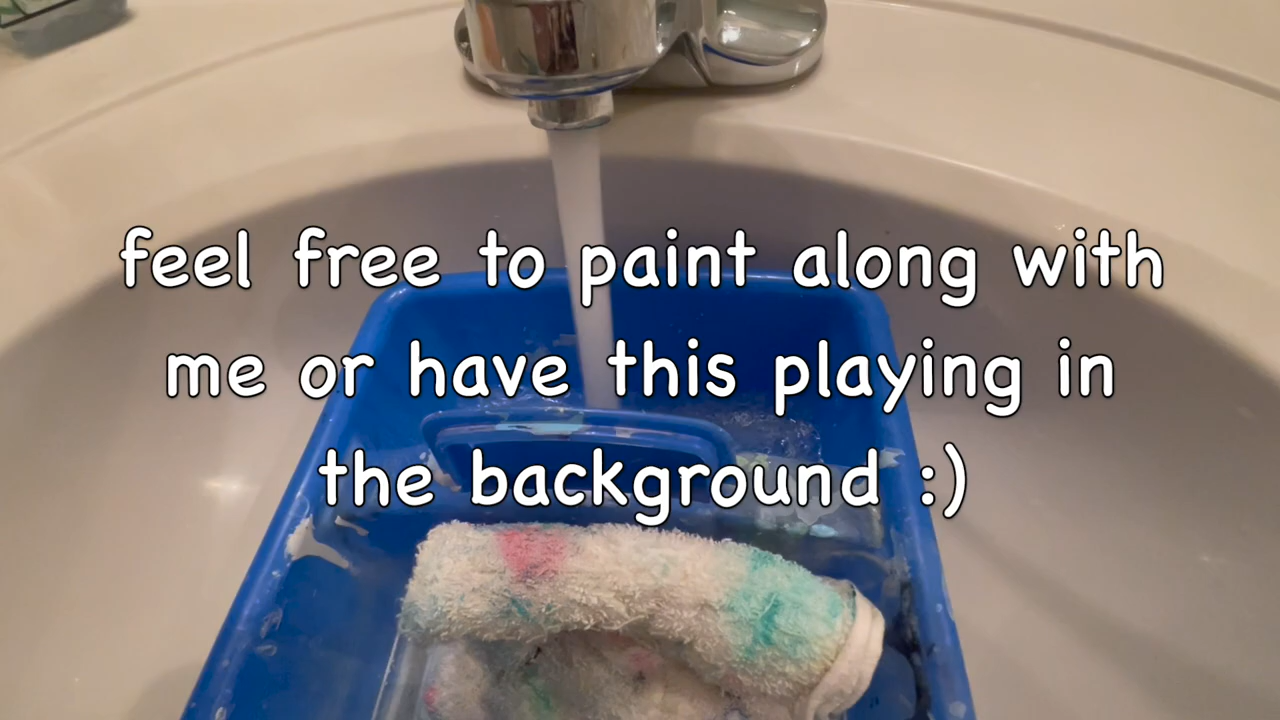 feel free to paint along with
me or have this playing in
the background :)